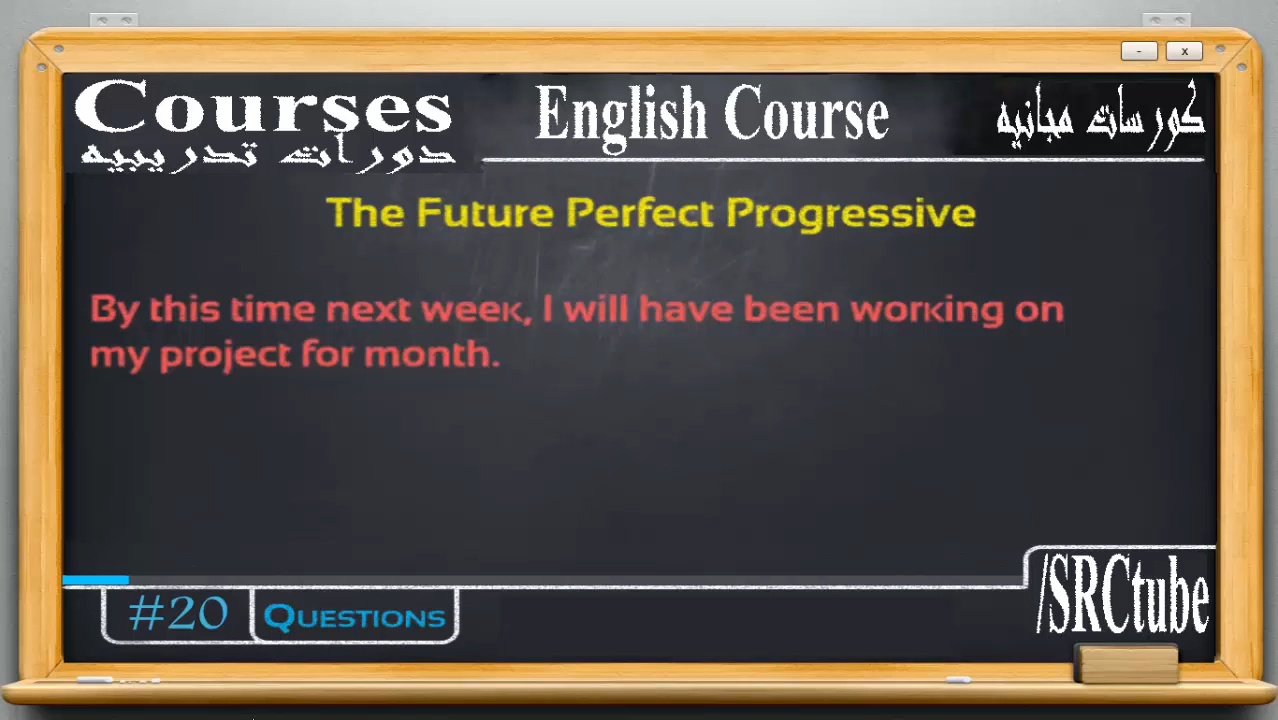 Courses
English Course
كورسات مجانيه
دورات تدريبيه
The Future Perfect Progressive
By this time next week, I will have been working on
my project for month.
/SRCtube
#20 Questions
- x